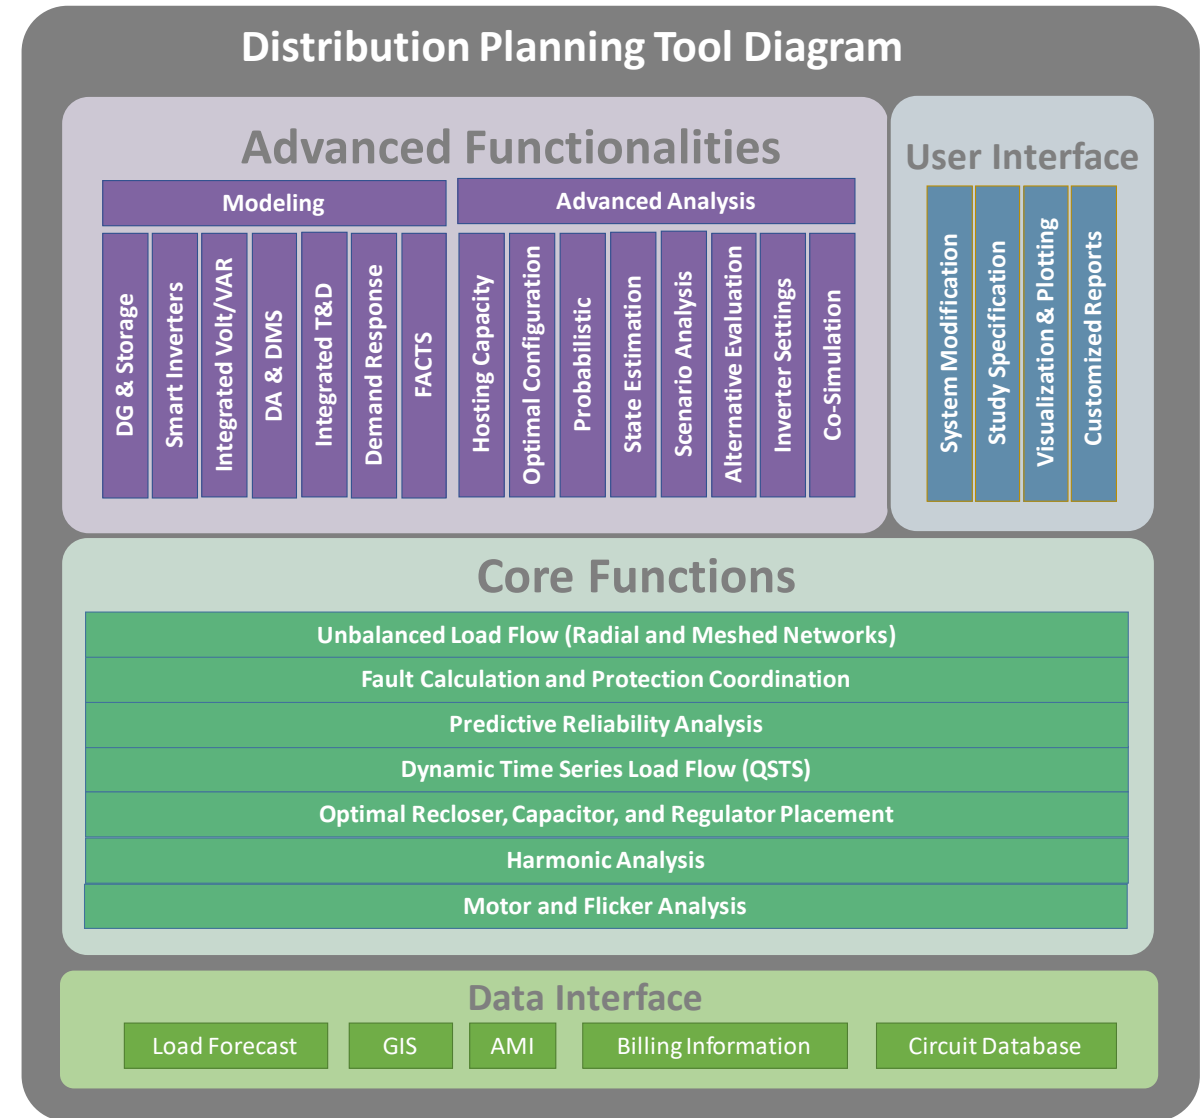 Distribution Planning Tool Diagram
Advanced Functionalities
Modeling
DG & Storage
Smart Inverters
Integrated Volt/VAR
DA & DMS
Integrated T&D
Demand Response
FACTS
Advanced Analysis
Hosting Capacity
Optimal Configuration
Probabilistic
State Estimation
Scenario Analysis
Alternative Evaluation
Inverter Settings
Co-Simulation
User Interface
System Modification
Study Specification
Visualization & Plotting
Customized Reports
Core Functions
Unbalanced Load Flow (Radial and Meshed Networks)
Fault Calculation and Protection Coordination
Predictive Reliability Analysis
Dynamic Time Series Load Flow (QSTS)
Optimal Recloser, Capacitor, and Regulator Placement
Harmonic Analysis
Motor and Flicker Analysis
Data Interface
Load Forecast
GIS
AMI
Billing Information
Circuit Database